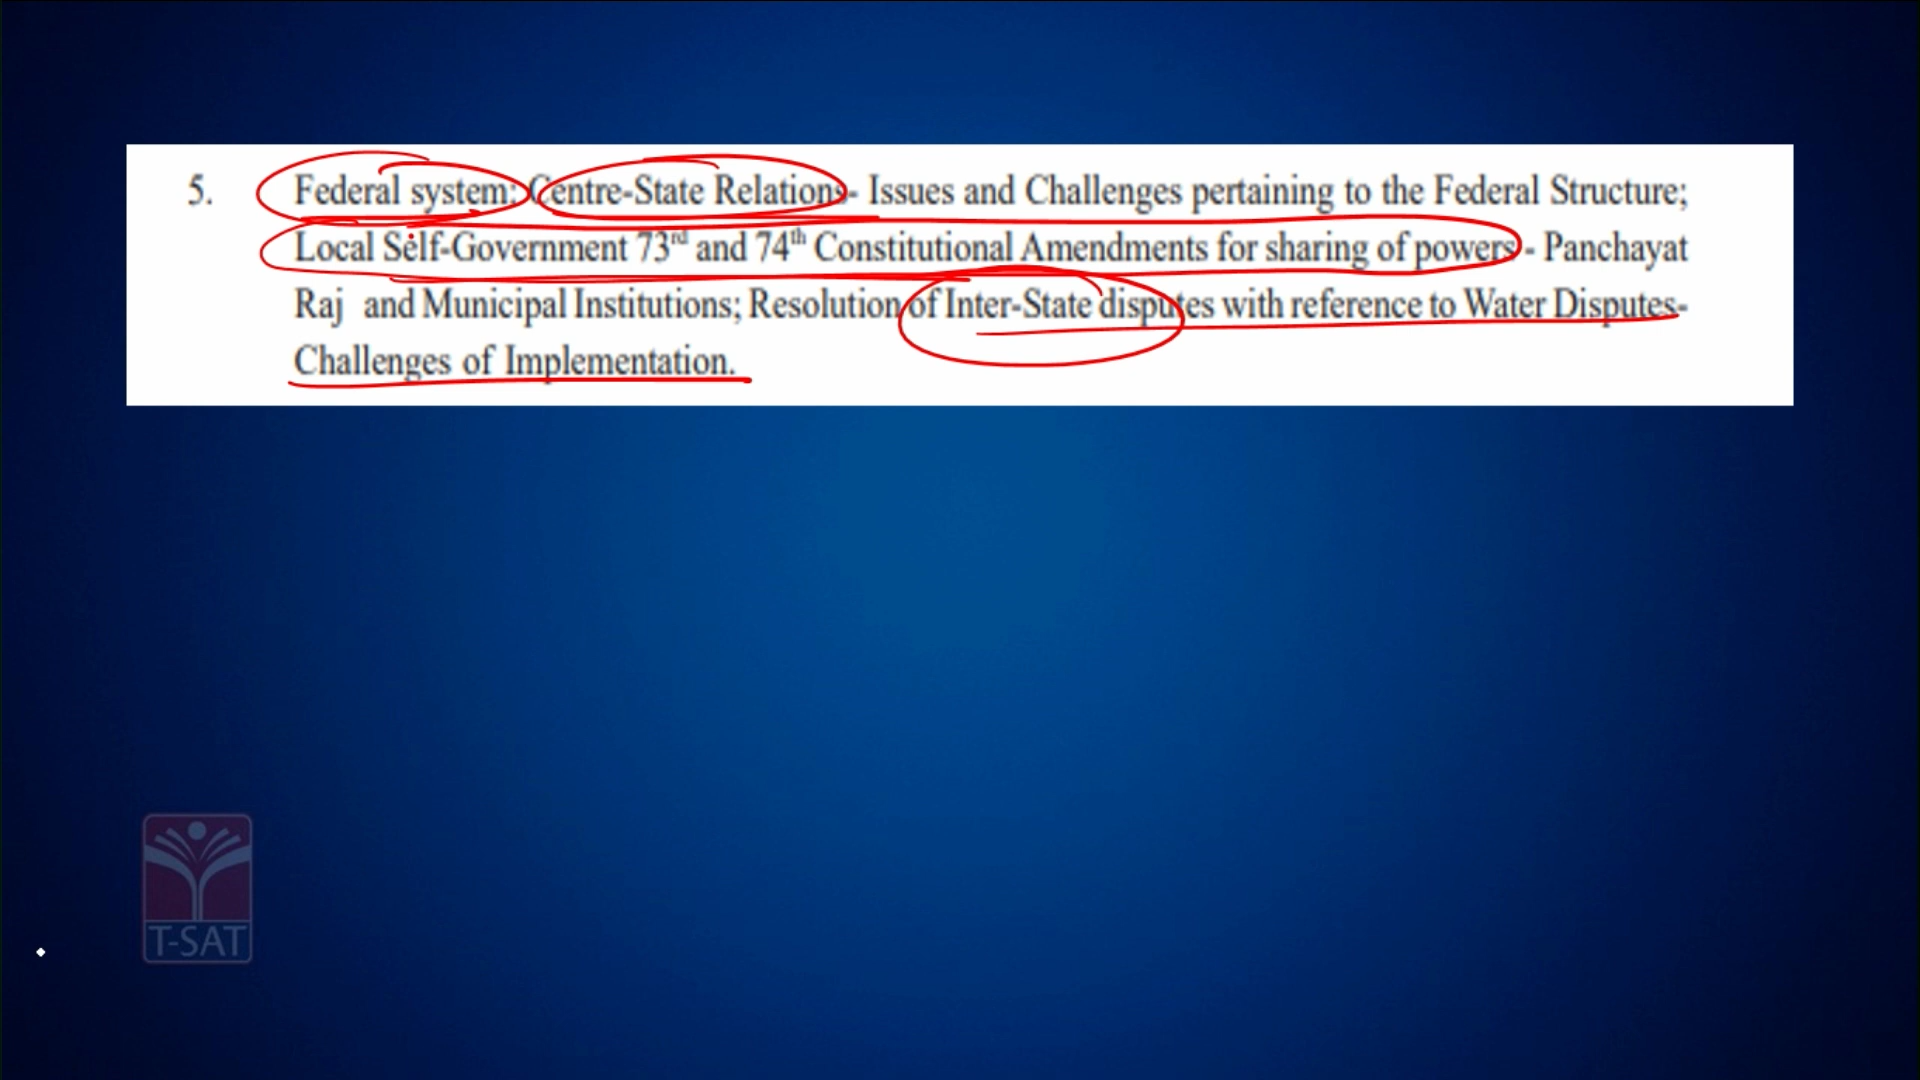 5. Federal system: Centre-State Relations- Issues and Challenges pertaining to the Federal Structure;
Local Self-Government 73rd and 74th Constitutional Amendments for sharing of powers - Panchayat
Raj and Municipal Institutions; Resolution of Inter-State disputes with reference to Water Disputes-
Challenges of Implementation.
T-SAT